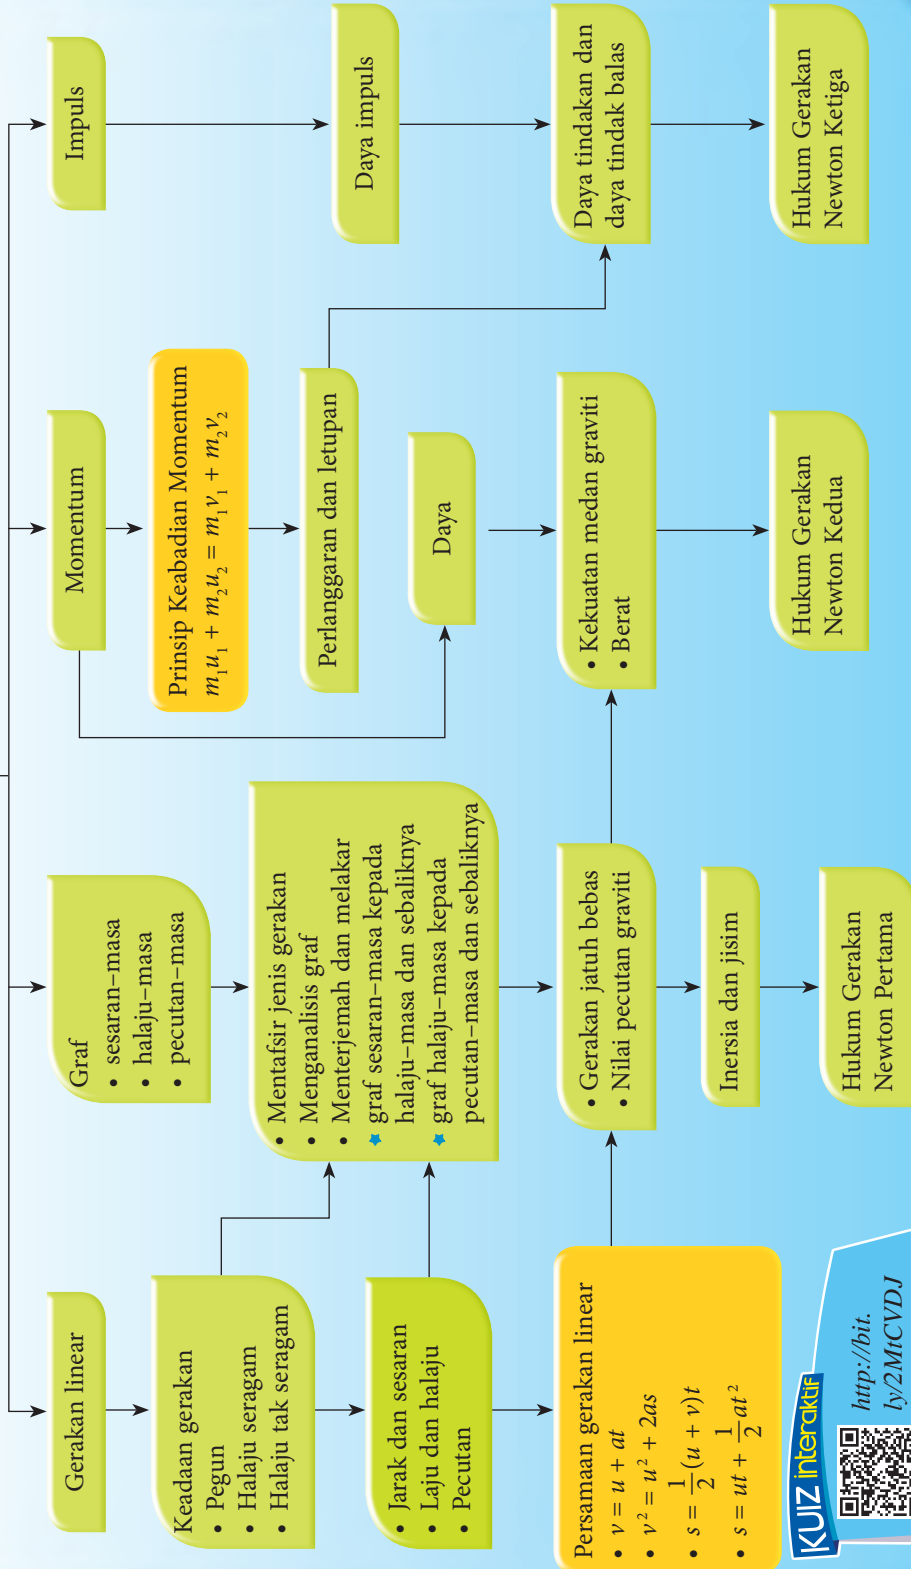 Gerakan linear
Keadaan gerakan
• Pegun
• Halaju seragam
• Halaju tak seragam
• Jarak dan sesaran
• Laju dan halaju
• Pecutan
Persamaan gerakan linear
• v = u + at
• v² = u² + 2as
• s = 1/2 (u + v)t
• s = ut + 1/2 at²
KUIZ interaktif
http://bit.
ly/2MtCVDJ
Graf
• sesaran–masa
• halaju–masa
• pecutan–masa
• Mentafsir jenis gerakan
• Menganalisis graf
• Menterjemah dan melakar
★ graf sesaran–masa kepada
halaju–masa dan sebaliknya
★ graf halaju–masa kepada
pecutan–masa dan sebaliknya
• Gerakan jatuh bebas
• Nilai pecutan graviti
Inersia dan jisim
Hukum Gerakan
Newton Pertama
Momentum
Prinsip Keabadian Momentum
m₁u₁ + m₂u₂ = m₁v₁ + m₂v₂
Perlanggaran dan letupan
Daya
• Kekuatan medan graviti
• Berat
Hukum Gerakan
Newton Kedua
Impuls
Daya impuls
Daya tindakan dan
daya tindak balas
Hukum Gerakan
Newton Ketiga